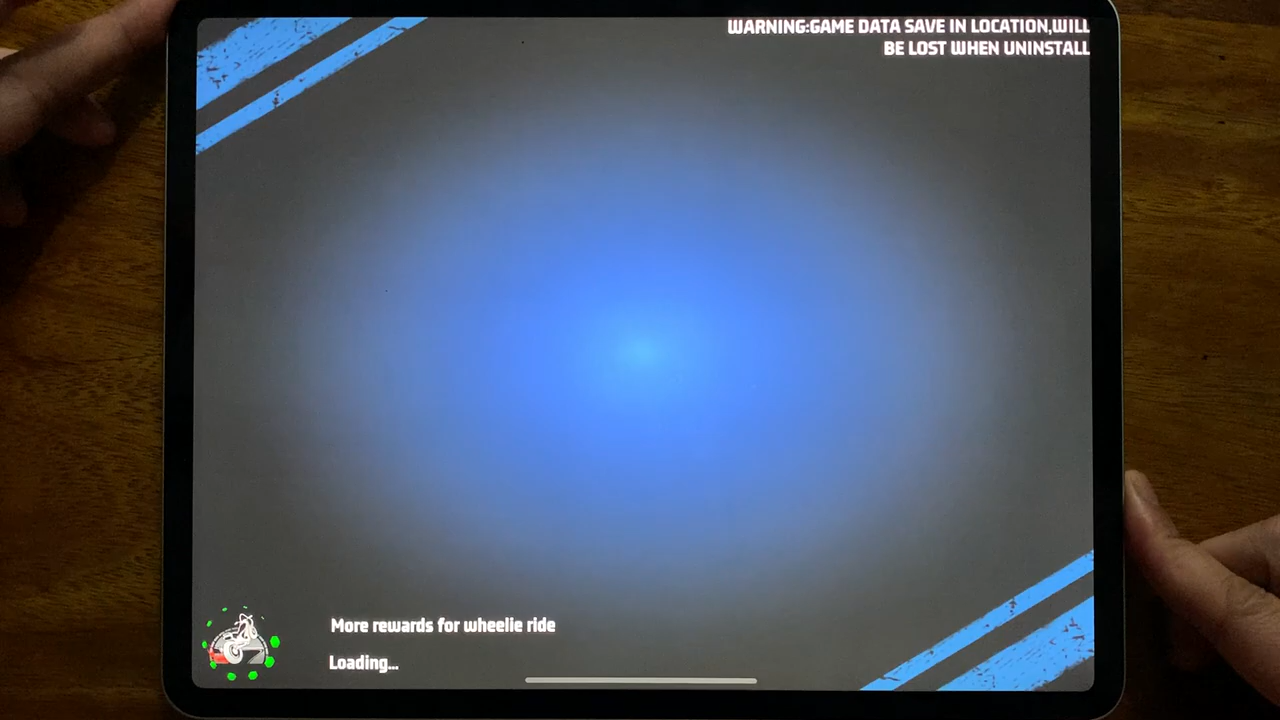 WARNING:GAME DATA SAVE IN LOCATION,WILL
BE LOST WHEN UNINSTALL
More rewards for wheelie ride
Loading...